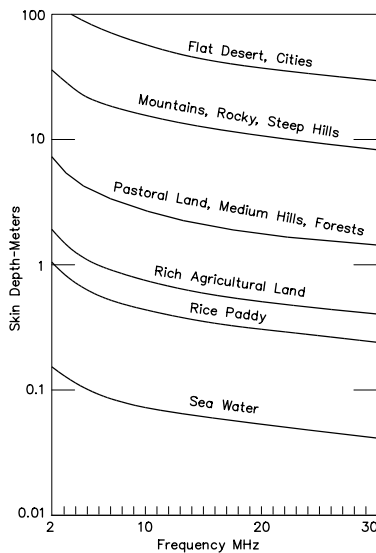 100
Flat Desert, Cities
Mountains, Rocky, Steep Hills
10
Pastoral Land, Medium Hills, Forests
Skin Depth-Meters
1
Rich Agricultural Land
Rice Paddy
0.1
Sea Water
0.01
2 10 20 30
Frequency MHz